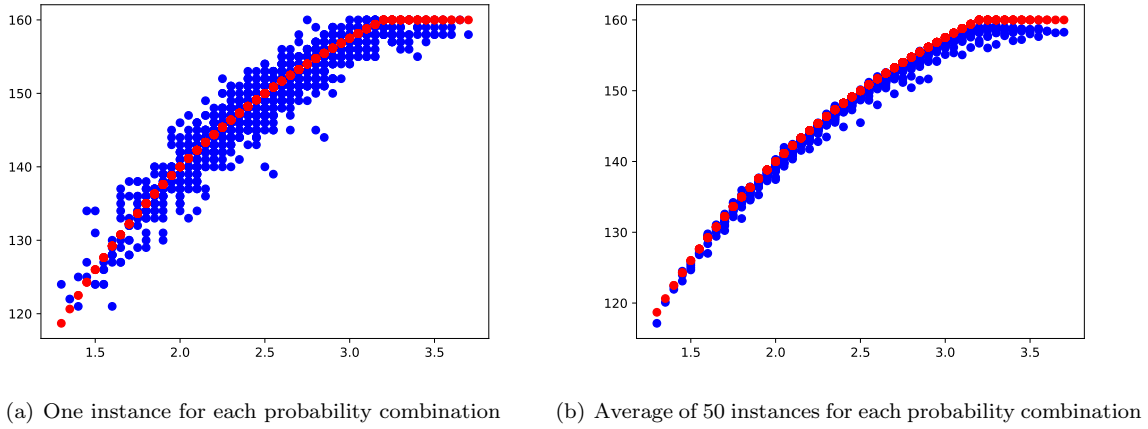 160
150
140
130
120
1.5 2.0 2.5 3.0 3.5
160
150
140
130
120
1.5 2.0 2.5 3.0 3.5
(a) One instance for each probability combination
(b) Average of 50 instances for each probability combination